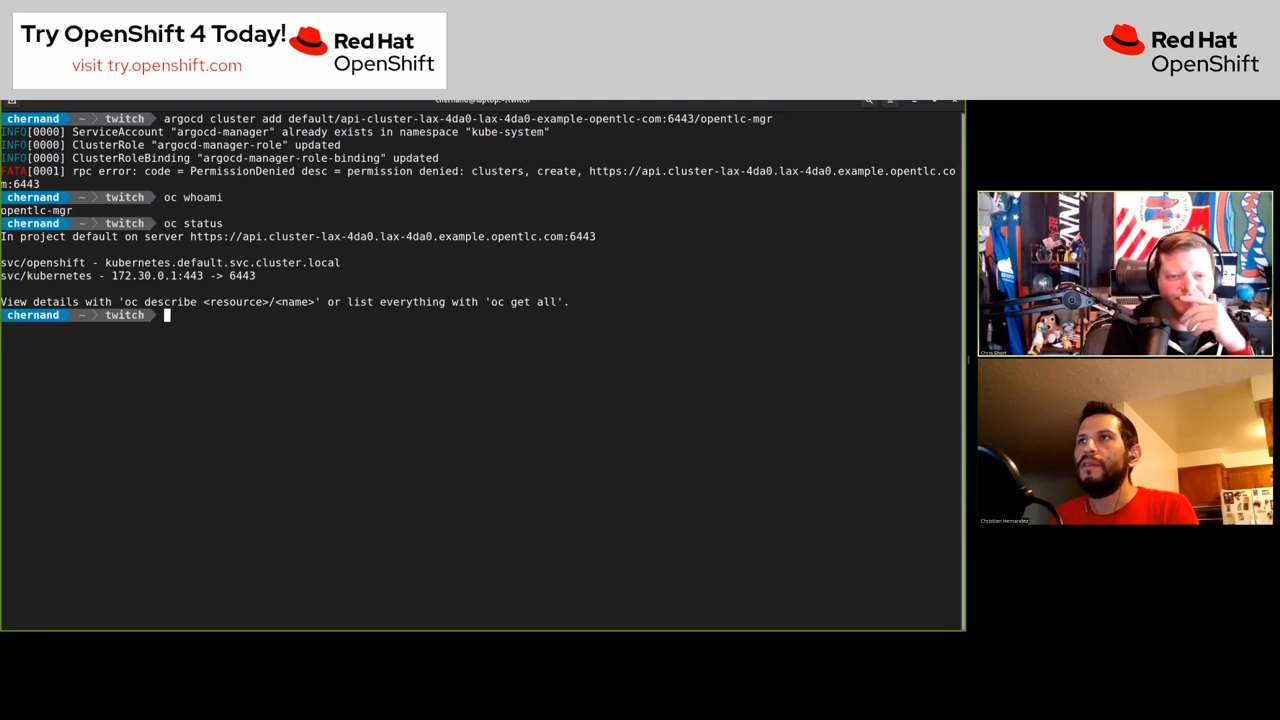 Try OpenShift 4 Today!
visit try.openshift.com
Red Hat
OpenShift
Red Hat
OpenShift
chernand@laptop:~/twitch
chernand ~ twitch argocd cluster add default/api-cluster-lax-4da0-lax-4da0-example-opentlc-com:6443/opentlc-mgr
INFO[0000] ServiceAccount "argocd-manager" already exists in namespace "kube-system"
INFO[0000] ClusterRole "argocd-manager-role" updated
INFO[0000] ClusterRoleBinding "argocd-manager-role-binding" updated
FATA[0001] rpc error: code = PermissionDenied desc = permission denied: clusters, create, https://api.cluster-lax-4da0.lax-4da0.example.opentlc.co
m:6443
chernand ~ twitch oc whoami
opentlc-mgr
chernand ~ twitch oc status
In project default on server https://api.cluster-lax-4da0.lax-4da0.example.opentlc.com:6443
svc/openshift - kubernetes.default.svc.cluster.local
svc/kubernetes - 172.30.0.1:443 -> 6443
View details with 'oc describe <resource>/<name>' or list everything with 'oc get all'.
chernand ~ twitch
Chris Short
Christian Hernandez